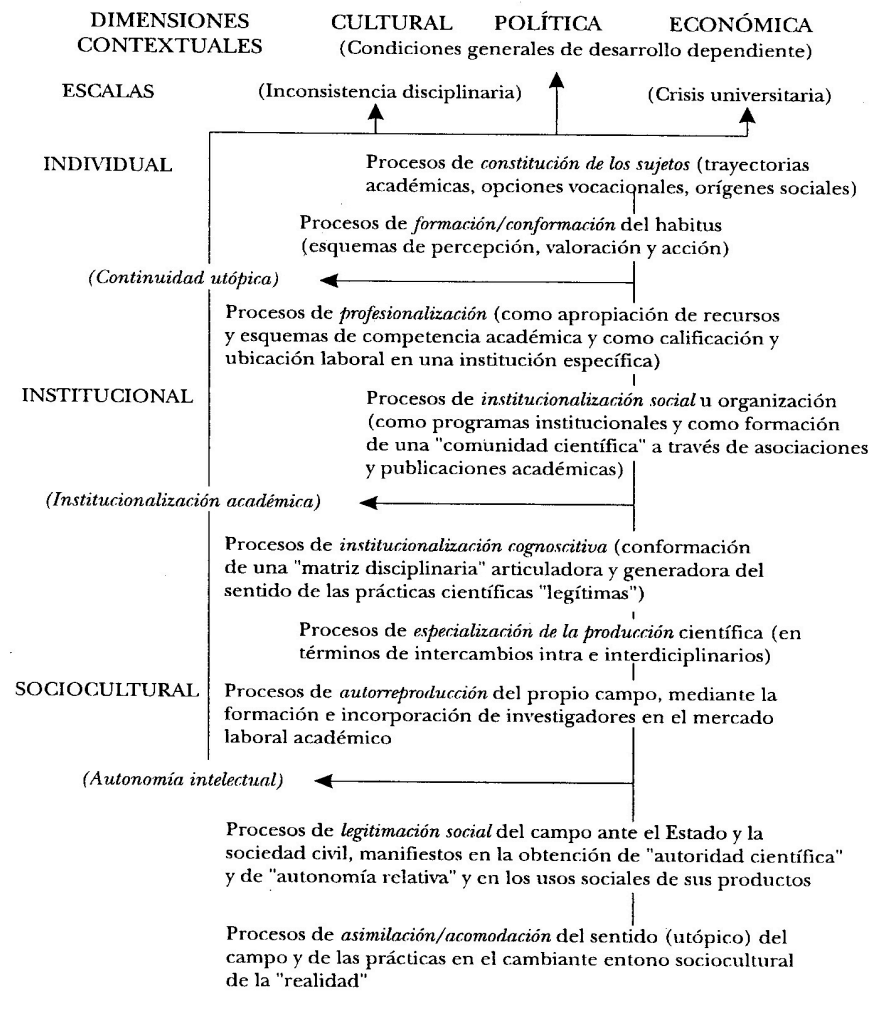 DIMENSIONES CULTURAL POLÍTICA ECONÓMICA
CONTEXTUALES (Condiciones generales de desarrollo dependiente)
ESCALAS (Inconsistencia disciplinaria) (Crisis universitaria)
INDIVIDUAL Procesos de constitución de los sujetos (trayectorias
académicas, opciones vocacionales, orígenes sociales)
Procesos de formación/conformación del habitus
(esquemas de percepción, valoración y acción)
(Continuidad utópica)
Procesos de profesionalización (como apropiación de recursos
y esquemas de competencia académica y como calificación y
ubicación laboral en una institución específica)
INSTITUCIONAL Procesos de institucionalización social u organización
(como programas institucionales y como formación
de una "comunidad científica" a través de asociaciones
y publicaciones académicas)
(Institucionalización académica)
Procesos de institucionalización cognoscitiva (conformación
de una "matriz disciplinaria" articuladora y generadora del
sentido de las prácticas científicas "legítimas")
Procesos de especialización de la producción científica (en
términos de intercambios intra e interdiciplinarios)
SOCIOCULTURAL Procesos de autorreproducción del propio campo, mediante la
formación e incorporación de investigadores en el mercado
laboral académico
(Autonomía intelectual)
Procesos de legitimación social del campo ante el Estado y la
sociedad civil, manifiestos en la obtención de "autoridad científica"
y de "autonomía relativa" y en los usos sociales de sus productos
Procesos de asimilación/acomodación del sentido (utópico) del
campo y de las prácticas en el cambiante entono sociocultural
de la "realidad"